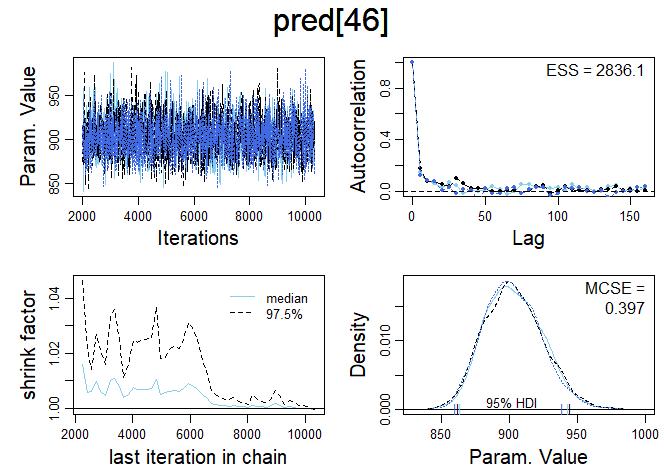 pred[46]
Param. Value
850 900 950
2000 4000 6000 8000 10000
Iterations
Autocorrelation
0.0 0.4 0.8
ESS = 2836.1
0 50 100 150
Lag
shrink factor
1.00 1.02 1.04
median
97.5%
2000 4000 6000 8000 10000
last iteration in chain
Density
0.000 0.010
MCSE =
0.397
95% HDI
850 900 950 1000
Param. Value